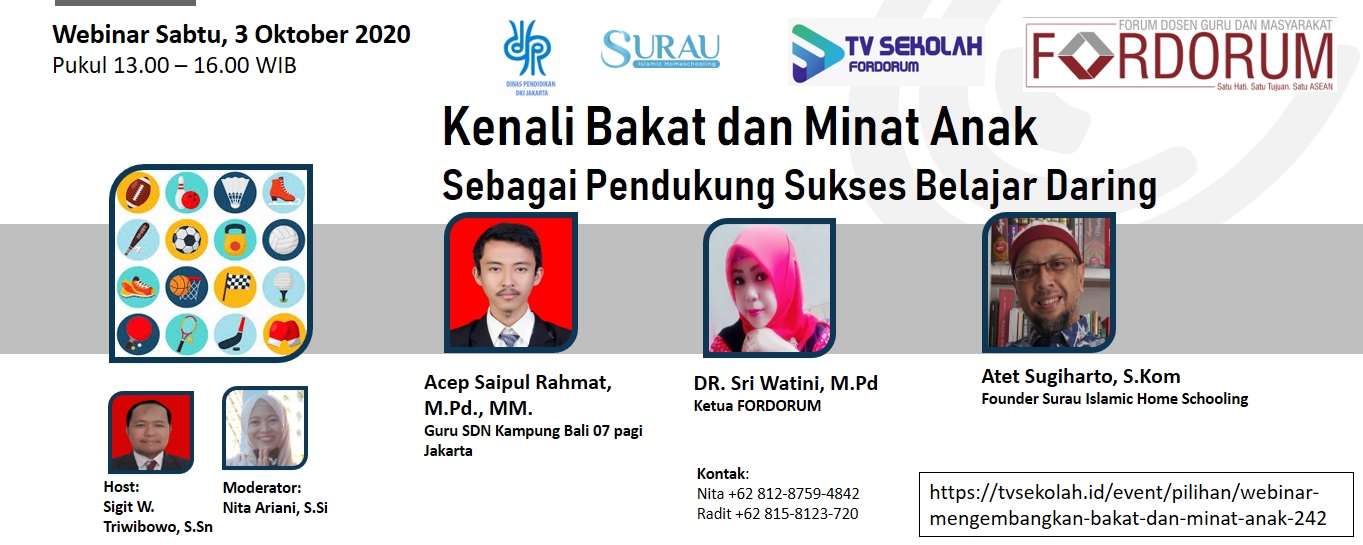 Webinar Sabtu, 3 Oktober 2020
Pukul 13.00 – 16.00 WIB
DINAS PENDIDIKAN
DKI JAKARTA
SURAU
Islamic Homeschooling
TV SEKOLAH
FORDORUM
FORUM DOSEN GURU DAN MASYARAKAT
FORDORUM
Satu Hati. Satu Tujuan. Satu ASEAN
Kenali Bakat dan Minat Anak
Sebagai Pendukung Sukses Belajar Daring
Acep Saipul Rahmat,
M.Pd., MM.
Guru SDN Kampung Bali 07 pagi
Jakarta
DR. Sri Watini, M.Pd
Ketua FORDORUM
Atet Sugiharto, S.Kom
Founder Surau Islamic Home Schooling
Host:
Sigit W.
Triwibowo, S.Sn
Moderator:
Nita Ariani, S.Si
Kontak:
Nita +62 812-8759-4842
Radit +62 815-8123-720
https://tvsekolah.id/event/pilihan/webinar-
mengembangkan-bakat-dan-minat-anak-242